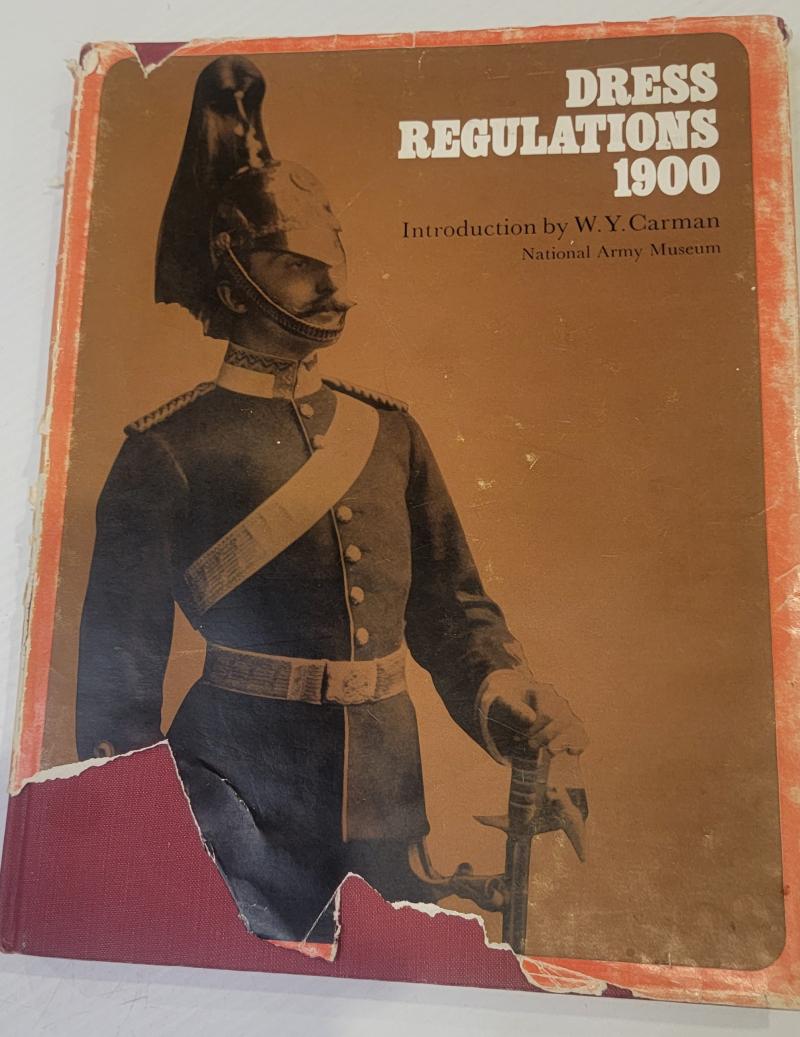 DRESS
REGULATIONS
1900
Introduction by W. Y. Carman
National Army Museum